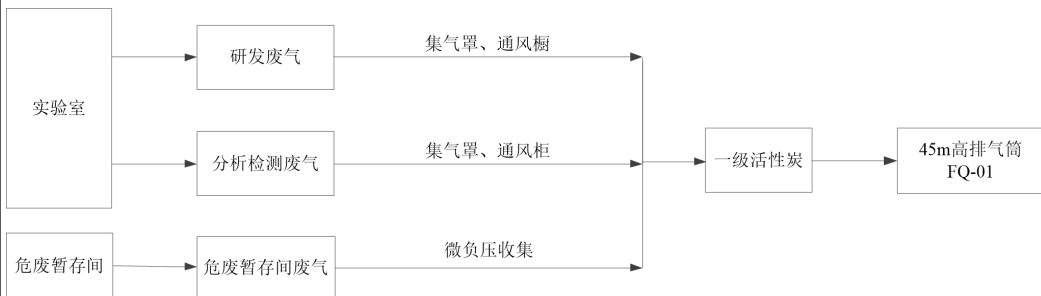 集气罩、通风橱
研发废气
实验室
集气罩、通风柜
分析检测废气
一级活性炭
45m高排气筒
FQ-01
微负压收集
危废暂存间
危废暂存间废气